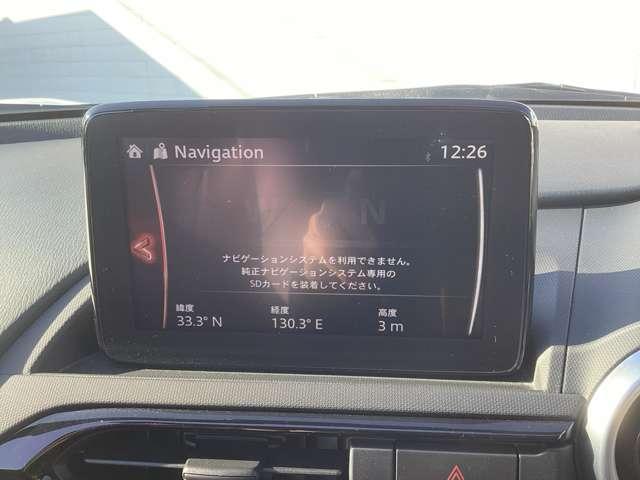 Navigation
12:26
ナビゲーションシステムを利用できません。
純正ナビゲーションシステム専用の
SDカードを装着してください。
緯度 経度 高度
33.3° N 130.3° E 3 m